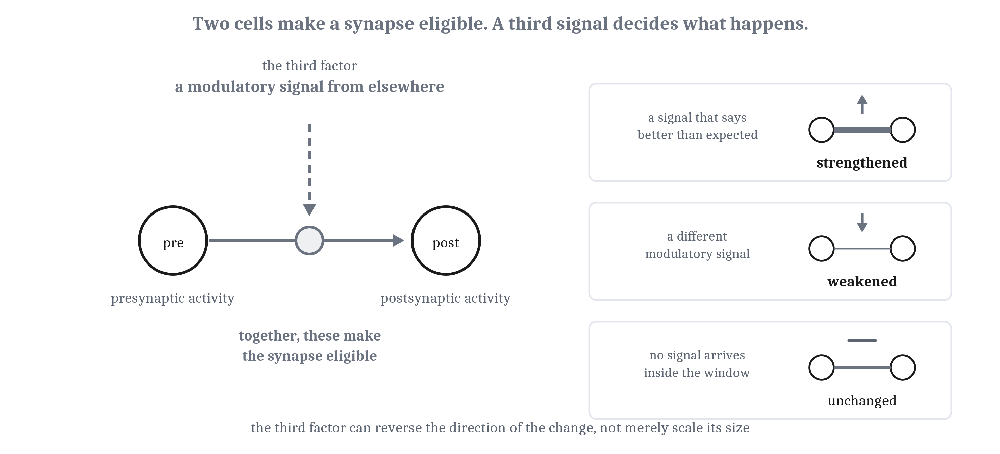 Two cells make a synapse eligible. A third signal decides what happens.
the third factor
a modulatory signal from elsewhere
pre
post
presynaptic activity
postsynaptic activity
together, these make
the synapse eligible
a signal that says
better than expected
strengthened
a different
modulatory signal
weakened
no signal arrives
inside the window
unchanged
the third factor can reverse the direction of the change, not merely scale its size